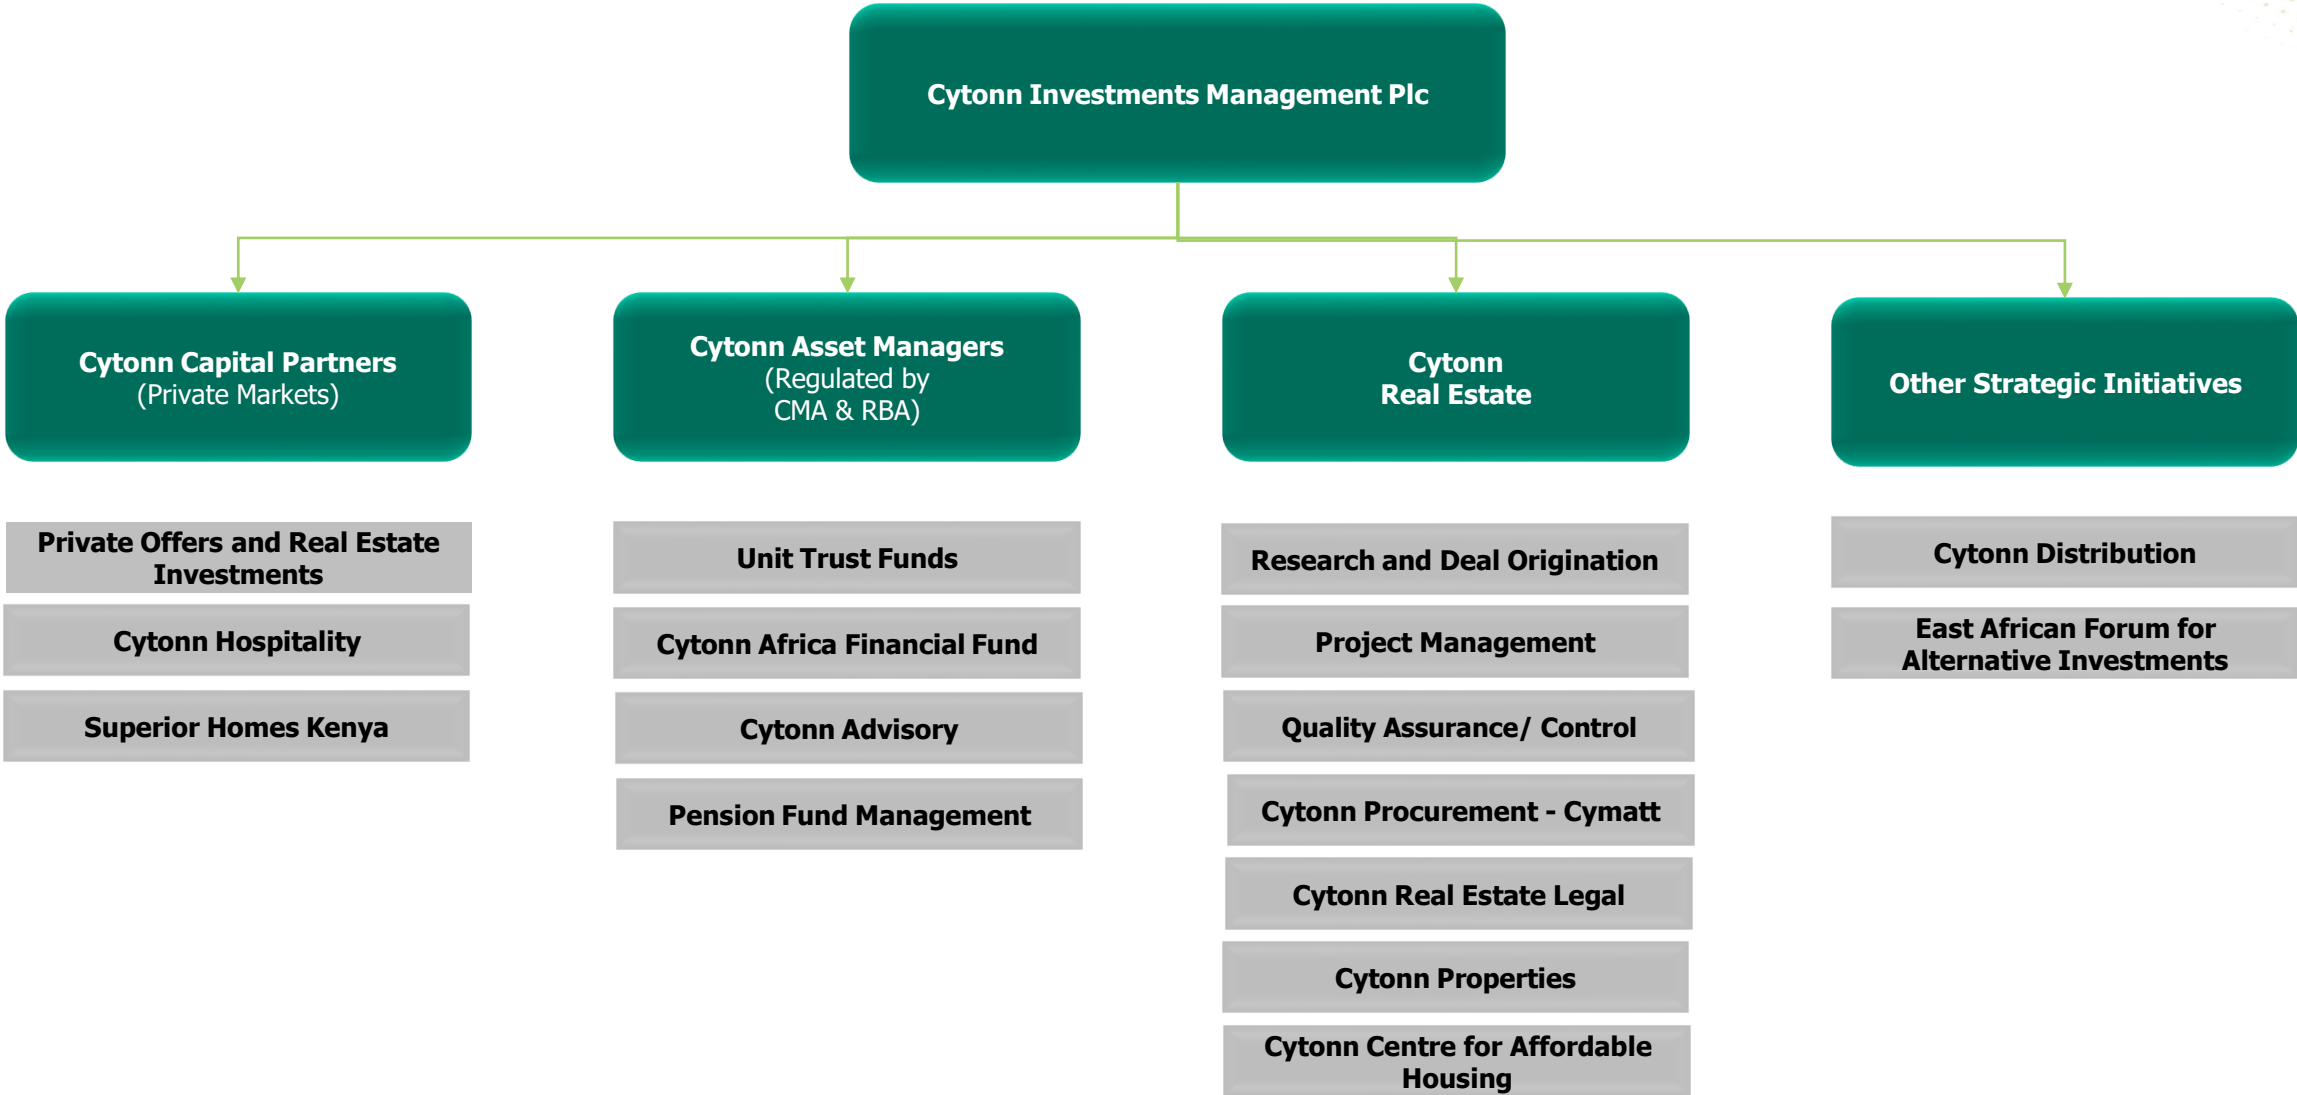 Cytonn Investments Management Plc
Cytonn Capital Partners
(Private Markets)
Cytonn Asset Managers
(Regulated by
CMA & RBA)
Cytonn
Real Estate
Other Strategic Initiatives
Private Offers and Real Estate
Investments
Cytonn Hospitality
Superior Homes Kenya
Unit Trust Funds
Cytonn Africa Financial Fund
Cytonn Advisory
Pension Fund Management
Research and Deal Origination
Project Management
Quality Assurance/ Control
Cytonn Procurement - Cymatt
Cytonn Real Estate Legal
Cytonn Properties
Cytonn Centre for Affordable
Housing
Cytonn Distribution
East African Forum for
Alternative Investments